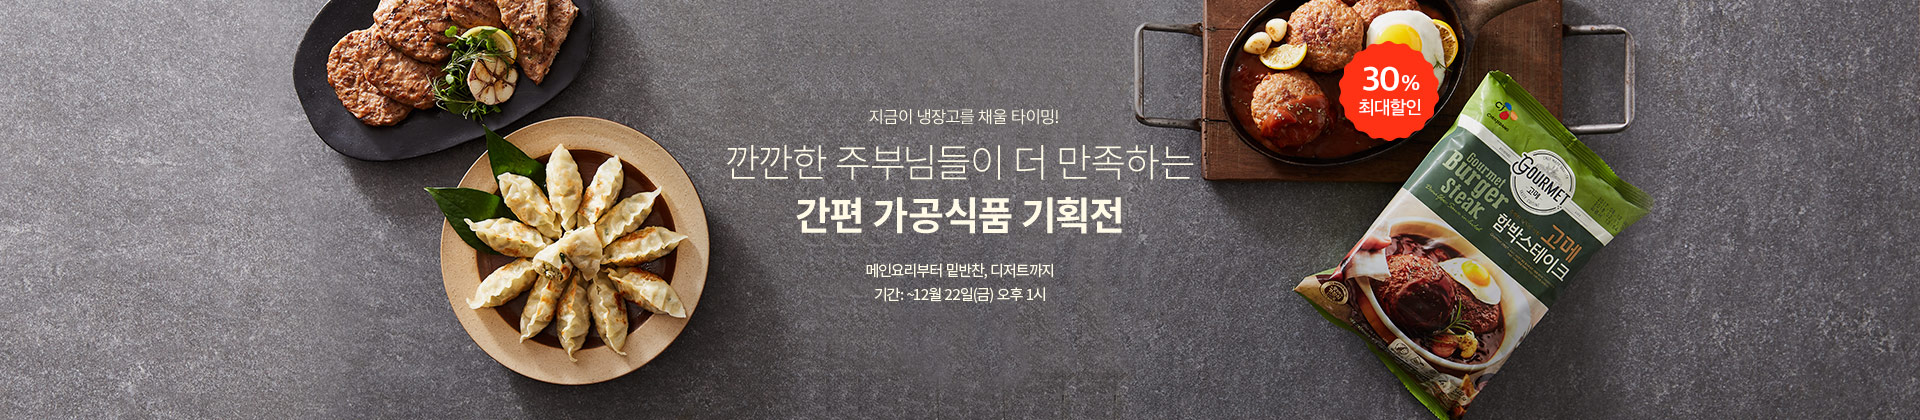 지금이 냉장고를 채울 타이밍!
깐깐한 주부님들이 더 만족하는
간편 가공식품 기획전
메인요리부터 밑반찬, 디저트까지
기간: ~12월 22일(금) 오후 1시
30%
최대할인
CJ
GOURMET
고메
Gourmet
Burger
Steak
고메
함박스테이크